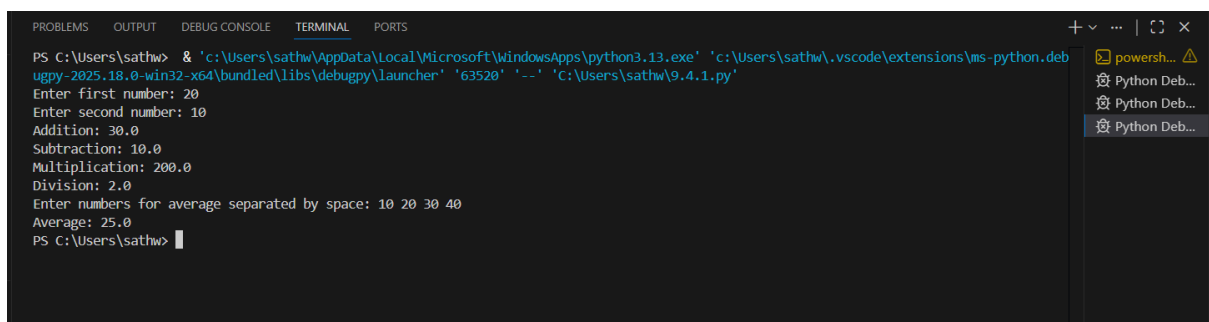 PROBLEMS OUTPUT DEBUG CONSOLE TERMINAL PORTS
PS C:\Users\sathw> & 'c:\Users\sathw\AppData\Local\Microsoft\WindowsApps\python3.13.exe' 'c:\Users\sathw\.vscode\extensions\ms-python.deb
ugpy-2025.18.0-win32-x64\bundled\libs\debugpy\launcher' '63520' '--' 'C:\Users\sathw\9.4.1.py'
Enter first number: 20
Enter second number: 10
Addition: 30.0
Subtraction: 10.0
Multiplication: 200.0
Division: 2.0
Enter numbers for average separated by space: 10 20 30 40
Average: 25.0
PS C:\Users\sathw>
powersh...
Python Deb...
Python Deb...
Python Deb...